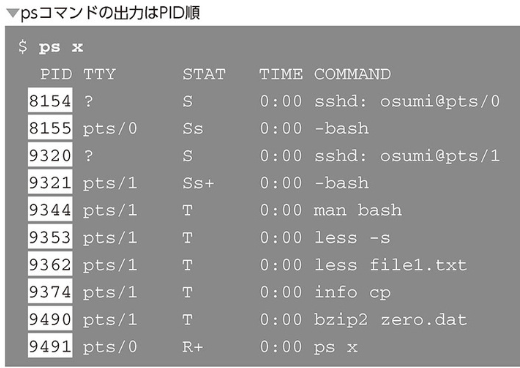 ▼psコマンドの出力はPID順
$ ps x
PID TTY STAT TIME COMMAND
8154 ? S 0:00 sshd: osumi@pts/0
8155 pts/0 Ss 0:00 -bash
9320 ? S 0:00 sshd: osumi@pts/1
9321 pts/1 Ss+ 0:00 -bash
9344 pts/1 T 0:00 man bash
9353 pts/1 T 0:00 less -s
9362 pts/1 T 0:00 less file1.txt
9374 pts/1 T 0:00 info cp
9490 pts/1 T 0:00 bzip2 zero.dat
9491 pts/0 R+ 0:00 ps x